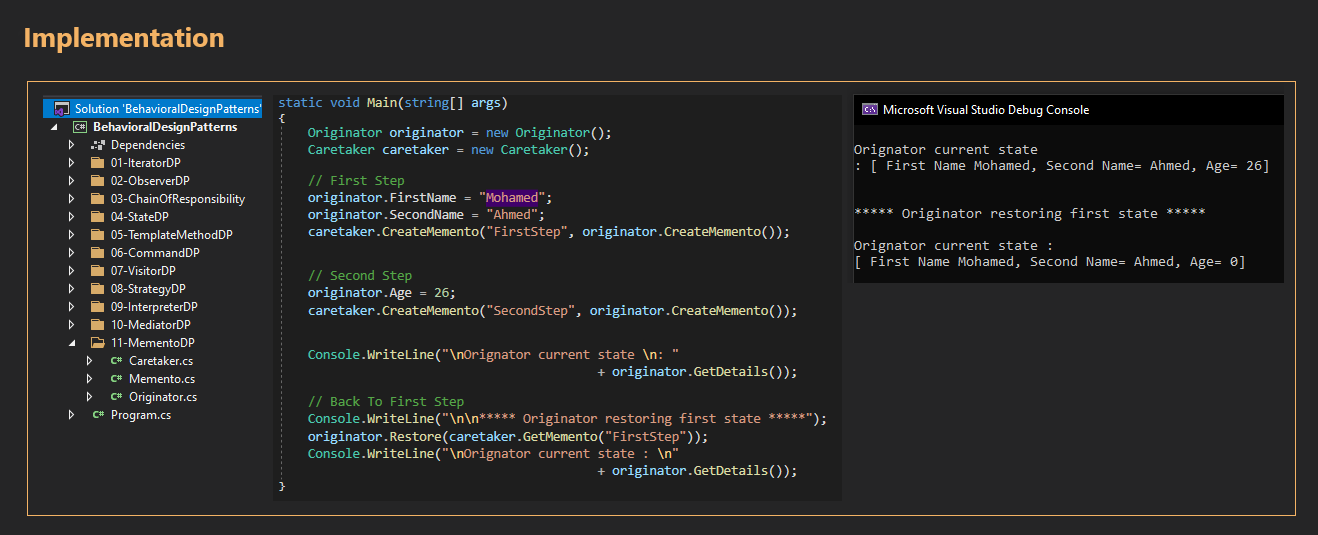 Implementation
Solution 'BehavioralDesignPatterns'
C# BehavioralDesignPatterns
Dependencies
01-IteratorDP
02-ObserverDP
03-ChainOfResponsibility
04-StateDP
05-TemplateMethodDP
06-CommandDP
07-VisitorDP
08-StrategyDP
09-InterpreterDP
10-MediatorDP
11-MementoDP
C# Caretaker.cs
C# Memento.cs
C# Originator.cs
C# Program.cs
static void Main(string[] args)
{
Originator originator = new Originator();
Caretaker caretaker = new Caretaker();
// First Step
originator.FirstName = "Mohamed";
originator.SecondName = "Ahmed";
caretaker.CreateMemento("FirstStep", originator.CreateMemento());
// Second Step
originator.Age = 26;
caretaker.CreateMemento("SecondStep", originator.CreateMemento());
Console.WriteLine("\nOrignator current state \n: "
+ originator.GetDetails());
// Back To First Step
Console.WriteLine("\n\n***** Originator restoring first state *****");
originator.Restore(caretaker.GetMemento("FirstStep"));
Console.WriteLine("\nOrignator current state : \n"
+ originator.GetDetails());
}
Microsoft Visual Studio Debug Console
Orignator current state
: [ First Name Mohamed, Second Name= Ahmed, Age= 26]
***** Originator restoring first state *****
Orignator current state :
[ First Name Mohamed, Second Name= Ahmed, Age= 0]